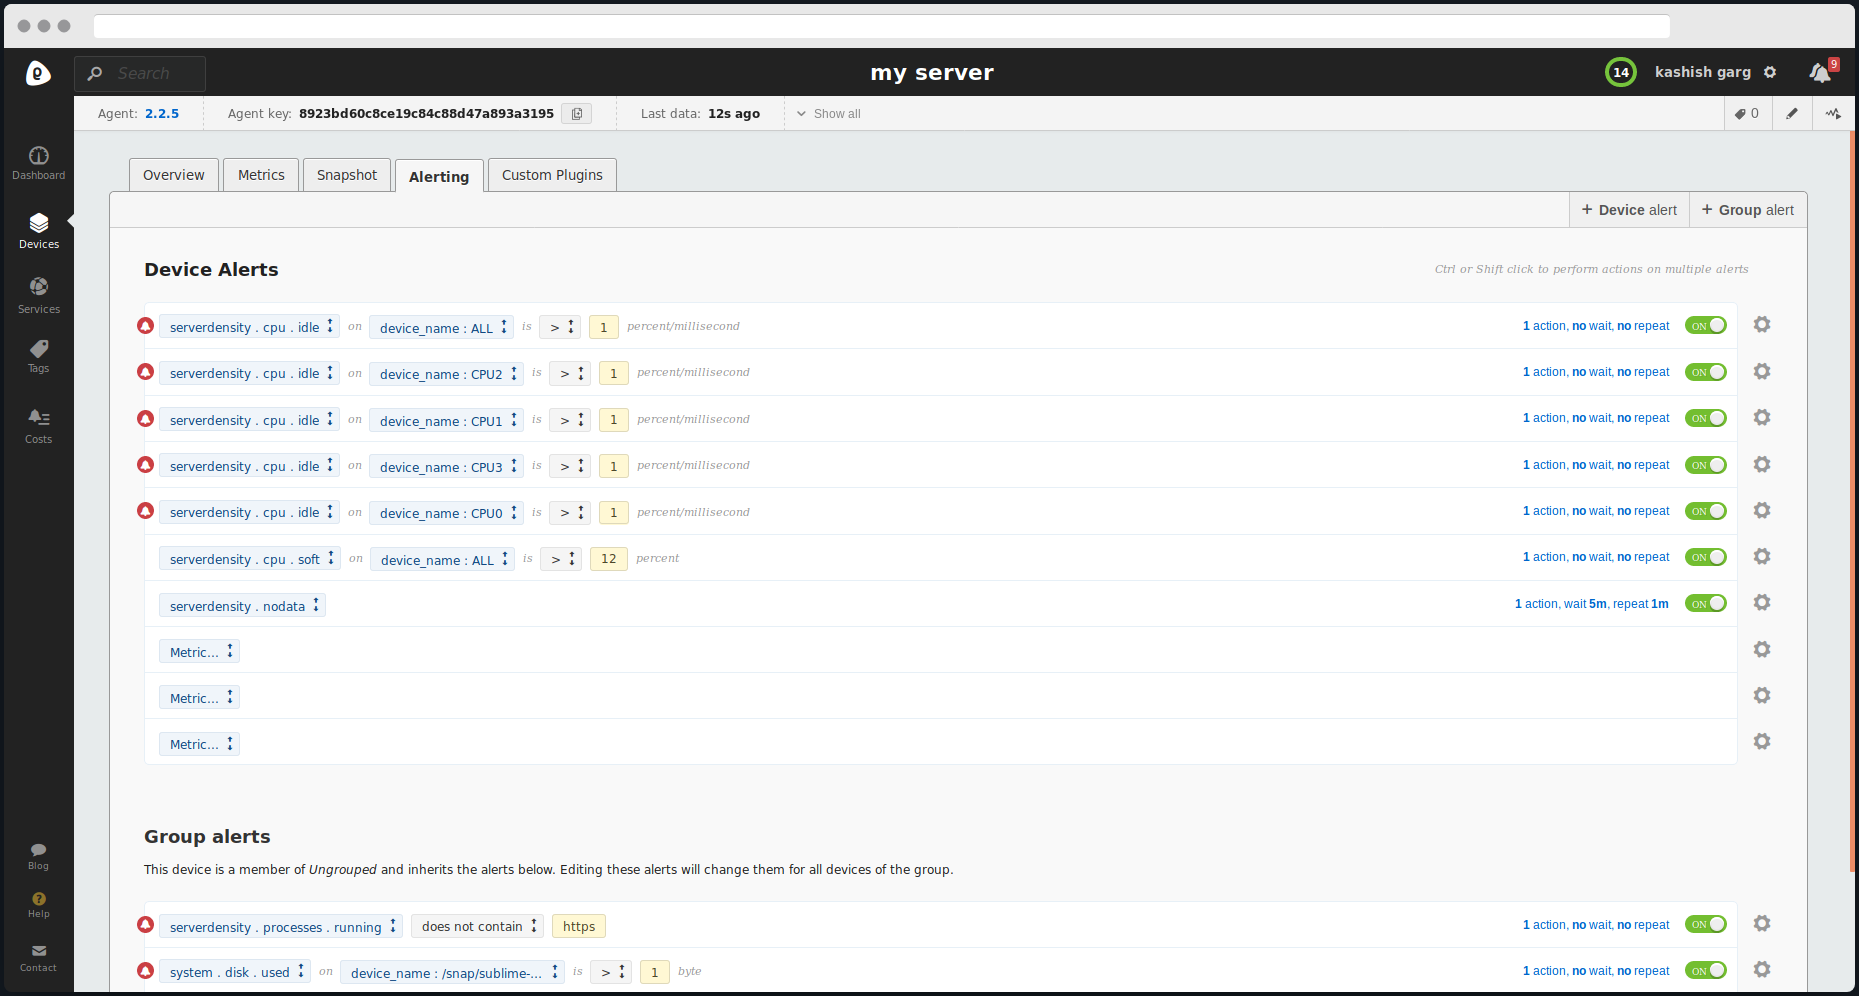 Search
my server
14
kashish garg
9
Agent: 2.2.5
Agent key: 8923bd60c8ce19c84c88d47a893a3195
Last data: 12s ago
Show all
0
Dashboard
Devices
Services
Tags
Costs
Blog
Help
Contact
Overview
Metrics
Snapshot
Alerting
Custom Plugins
+ Device alert
+ Group alert
Device Alerts
Ctrl or Shift click to perform actions on multiple alerts
serverdensity . cpu . idle on device_name : ALL is > 1 percent/millisecond 1 action, no wait, no repeat ON
serverdensity . cpu . idle on device_name : CPU2 is > 1 percent/millisecond 1 action, no wait, no repeat ON
serverdensity . cpu . idle on device_name : CPU1 is > 1 percent/millisecond 1 action, no wait, no repeat ON
serverdensity . cpu . idle on device_name : CPU3 is > 1 percent/millisecond 1 action, no wait, no repeat ON
serverdensity . cpu . idle on device_name : CPU0 is > 1 percent/millisecond 1 action, no wait, no repeat ON
serverdensity . cpu . soft on device_name : ALL is > 12 percent 1 action, no wait, no repeat ON
serverdensity . nodata 1 action, wait 5m, repeat 1m ON
Metric...
Metric...
Metric...
Group alerts
This device is a member of Ungrouped and inherits the alerts below. Editing these alerts will change them for all devices of the group.
serverdensity . processes . running does not contain https 1 action, no wait, no repeat ON
system . disk . used on device_name : /snap/sublime-... is > 1 byte 1 action, no wait, no repeat ON